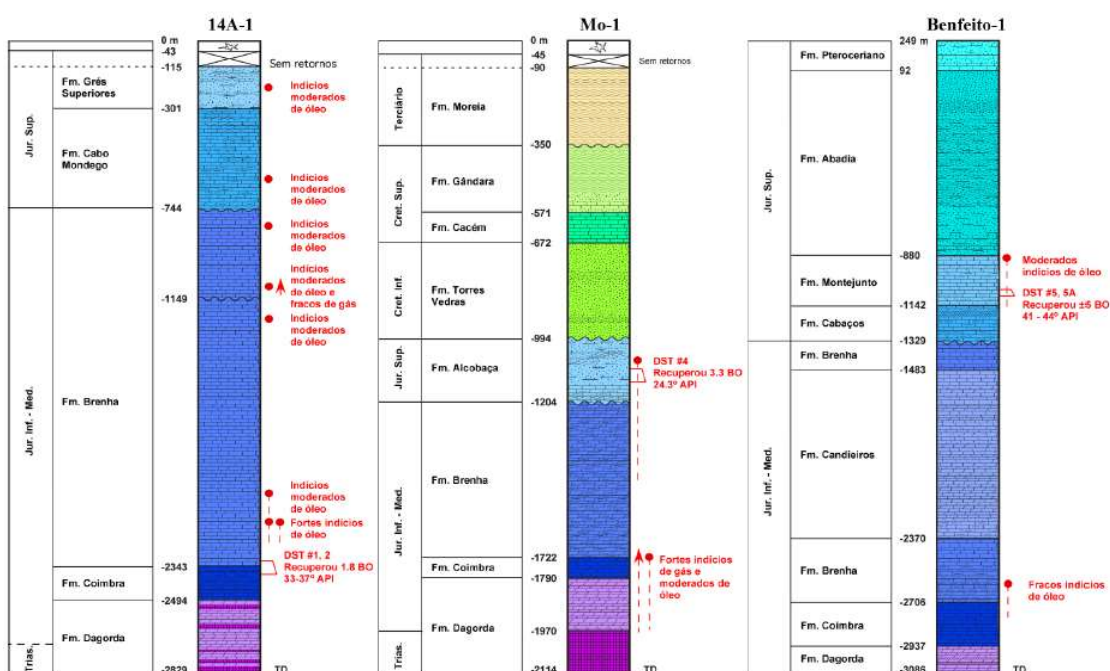 14A-1
0 m
-43
-115
Sem retornos
Jur. Sup.
Fm. Grés
Superiores
Indícios
moderados
de óleo
-301
Fm. Cabo
Mondego
Indícios
moderados
de óleo
-744
Indícios
moderados
de óleo
Indícios
moderados
de óleo e
fracos de gás
-1149
Indícios
moderados
de óleo
Jur. Inf. - Med.
Fm. Brenha
Indícios
moderados
de óleo
Fortes indícios
de óleo
DST #1, 2
Recuperou 1.8 BO
33-37º API
-2343
Fm. Coimbra
-2494
Fm. Dagorda
Trias.
-2829
TD
Mo-1
0 m
-45
-90
Sem retornos
Terciário
Fm. Moreia
-350
Cret. Sup.
Fm. Gândara
-571
Fm. Cacém
-672
Cret. Inf.
Fm. Torres
Vedras
-994
Jur. Sup.
Fm. Alcobaça
DST #4
Recuperou 3.3 BO
24.3º API
-1204
Jur. Inf. - Med.
Fm. Brenha
-1722
Fm. Coimbra
-1790
Fortes indícios
de gás e
moderados de
óleo
Fm. Dagorda
-1970
Trias.
-2114
TD
Benfeito-1
249 m
Fm. Pteroceriano
92
Jur. Sup.
Fm. Abadia
-880
Moderados
indícios de óleo
Fm. Montejunto
DST #5, 5A
Recuperou ±5 BO
41 - 44º API
-1142
Fm. Cabaços
-1329
Fm. Brenha
-1483
Jur. Inf. - Med.
Fm. Candieiros
-2370
Fm. Brenha
Fracos indícios
de óleo
-2706
Fm. Coimbra
-2937
Fm. Dagorda
-3086
TD